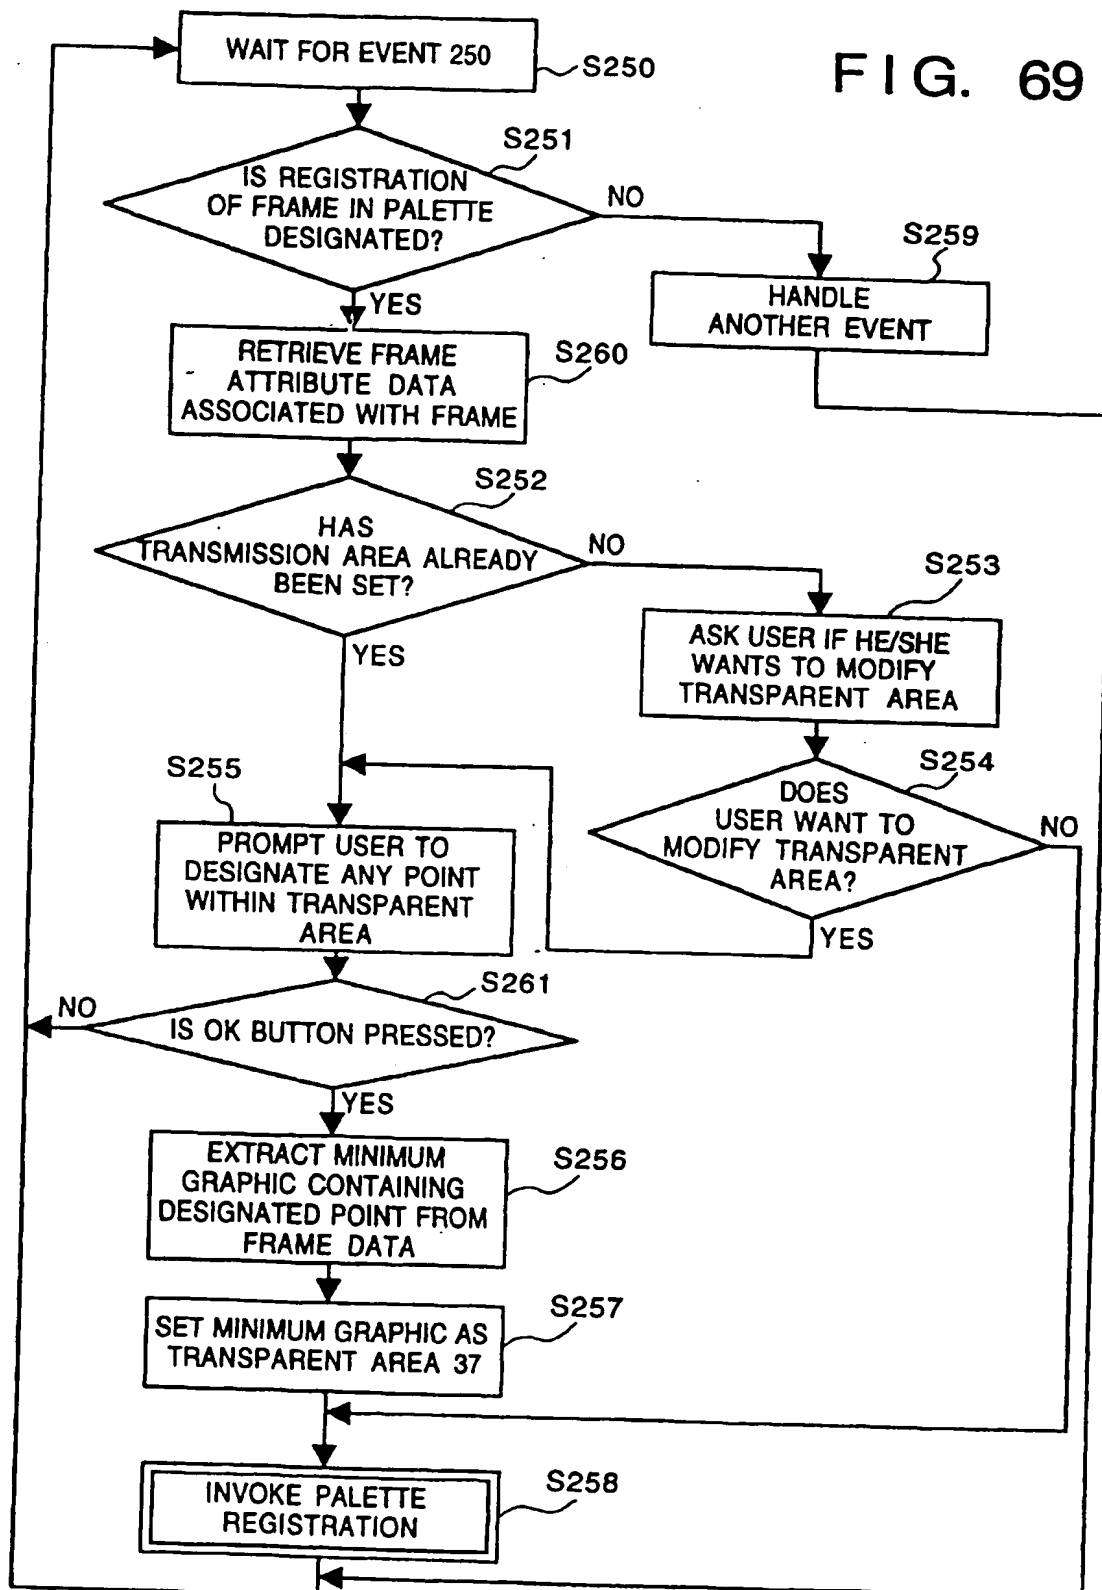 FIG. 69
WAIT FOR EVENT 250
S250
S251
IS REGISTRATION
OF FRAME IN PALETTE
DESIGNATED?
NO
YES
S259
HANDLE
ANOTHER EVENT
RETRIEVE FRAME
ATTRIBUTE DATA
ASSOCIATED WITH FRAME
S260
S252
HAS
TRANSMISSION AREA ALREADY
BEEN SET?
NO
YES
S253
ASK USER IF HE/SHE
WANTS TO MODIFY
TRANSPARENT AREA
S254
DOES
USER WANT TO
MODIFY TRANSPARENT
AREA?
NO
YES
S255
PROMPT USER TO
DESIGNATE ANY POINT
WITHIN TRANSPARENT
AREA
S261
NO
IS OK BUTTON PRESSED?
YES
EXTRACT MINIMUM
GRAPHIC CONTAINING
DESIGNATED POINT FROM
FRAME DATA
S256
S257
SET MINIMUM GRAPHIC AS
TRANSPARENT AREA 37
S258
INVOKE PALETTE
REGISTRATION